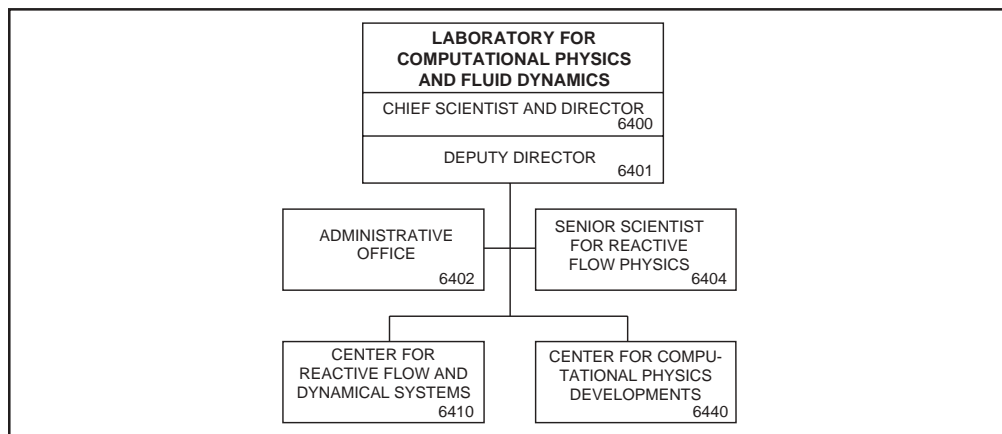 LABORATORY FOR
COMPUTATIONAL PHYSICS
AND FLUID DYNAMICS
CHIEF SCIENTIST AND DIRECTOR
6400
DEPUTY DIRECTOR
6401
ADMINISTRATIVE
OFFICE
6402
SENIOR SCIENTIST
FOR REACTIVE
FLOW PHYSICS
6404
CENTER FOR
REACTIVE FLOW AND
DYNAMICAL SYSTEMS
6410
CENTER FOR COMPU-
TATIONAL PHYSICS
DEVELOPMENTS
6440